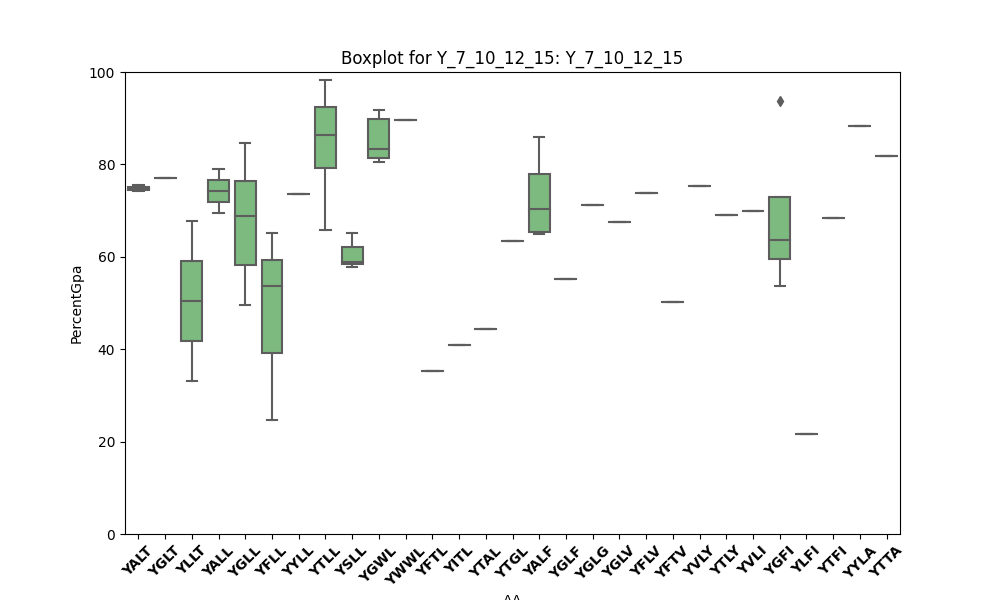 Boxplot for Y_7_10_12_15: Y_7_10_12_15
PercentGpa
100
80
60
40
20
0
YALT
YGLT
YLLT
YALL
YGLL
YFLL
YYLL
YTLL
YSLL
YGWL
YWWL
YFTL
YITL
YTAL
YTGL
YALF
YGLF
YGLG
YGLV
YFLV
YFTV
YVLY
YTLY
YVLI
YGFI
YLFI
YTFI
YYLA
YTTA
AA